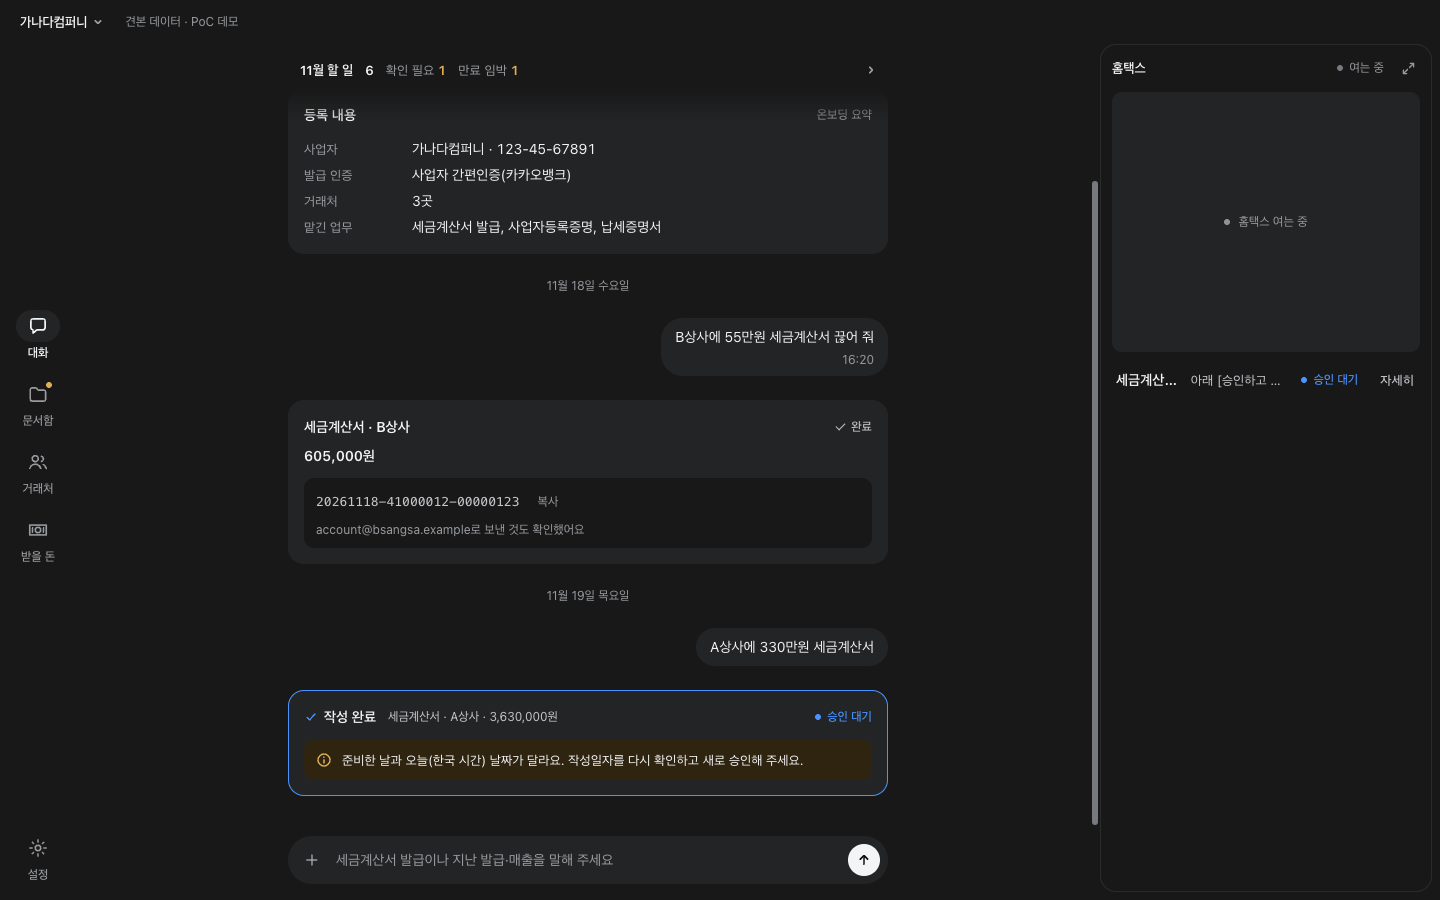 가나다컴퍼니
견본 데이터 · PoC 데모
11월 할 일 6 확인 필요 1 만료 임박 1
등록 내용 온보딩 요약
사업자 가나다컴퍼니 · 123-45-67891
발급 인증 사업자 간편인증(카카오뱅크)
거래처 3곳
맡긴 업무 세금계산서 발급, 사업자등록증명, 납세증명서
11월 18일 수요일
B상사에 55만원 세금계산서 끊어 줘
16:20
세금계산서 · B상사 완료
605,000원
20261118-41000012-00000123 복사
account@bsangsa.example로 보낸 것도 확인했어요
11월 19일 목요일
A상사에 330만원 세금계산서
작성 완료 세금계산서 · A상사 · 3,630,000원 승인 대기
준비한 날과 오늘(한국 시간) 날짜가 달라요. 작성일자를 다시 확인하고 새로 승인해 주세요.
세금계산서 발급이나 지난 발급·매출을 말해 주세요
대화
문서함
거래처
받을 돈
설정
홈택스 여는 중
홈택스 여는 중
세금계산... 아래 [승인하고 ... 승인 대기 자세히